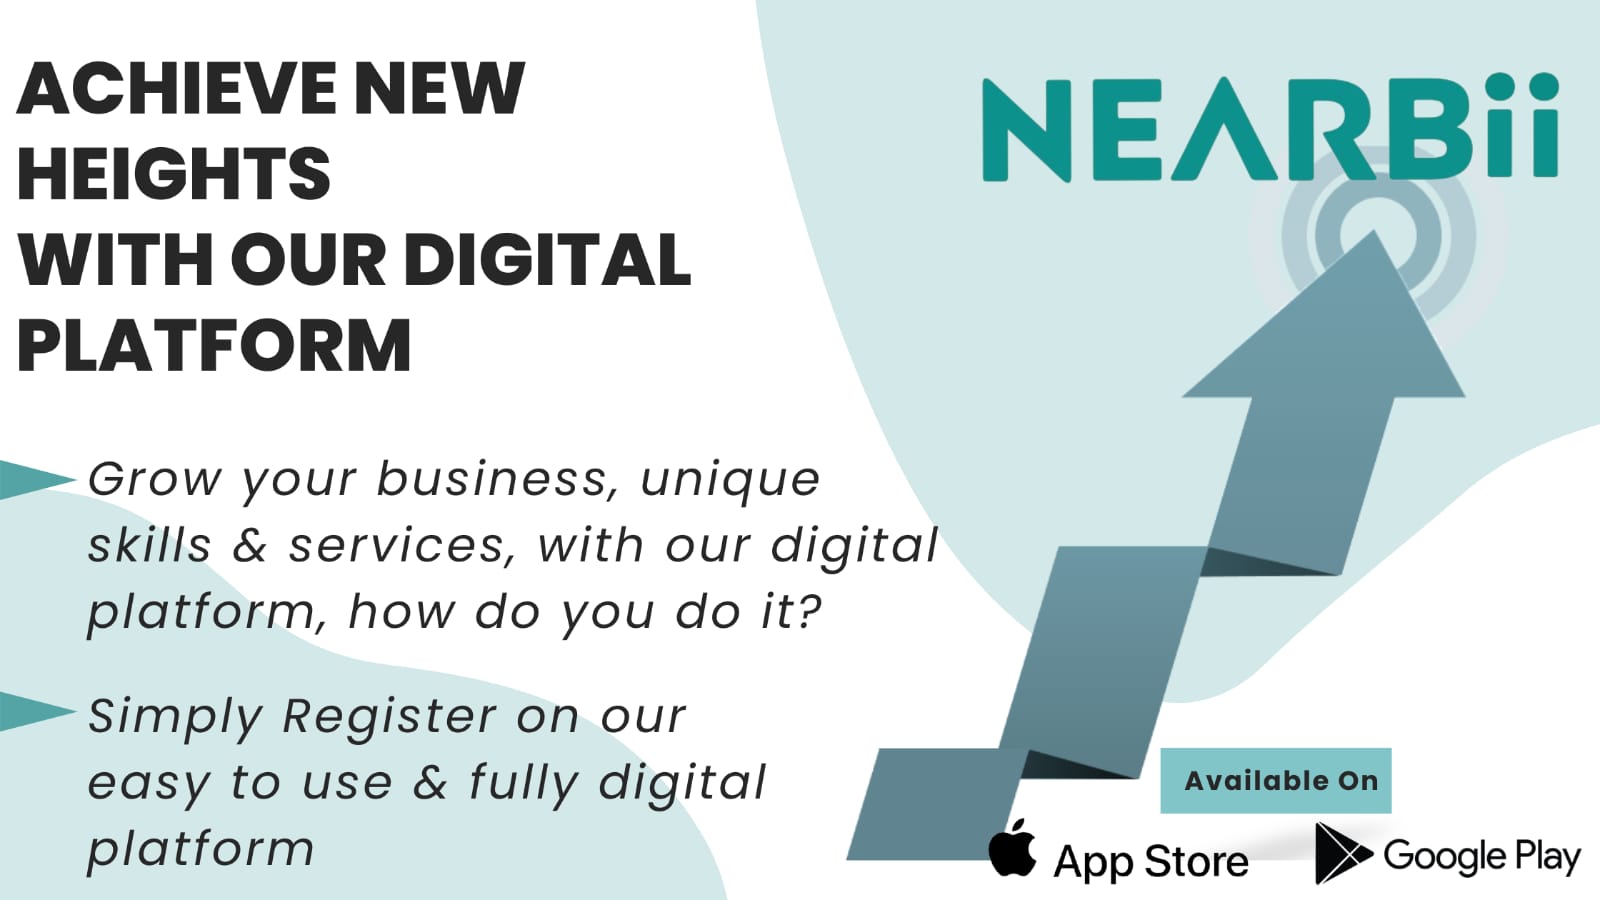 ACHIEVE NEW
HEIGHTS
WITH OUR DIGITAL
PLATFORM
NEARBii
Grow your business, unique
skills & services, with our digital
platform, how do you do it?
Simply Register on our
easy to use & fully digital
platform
Available On
App Store
Google Play